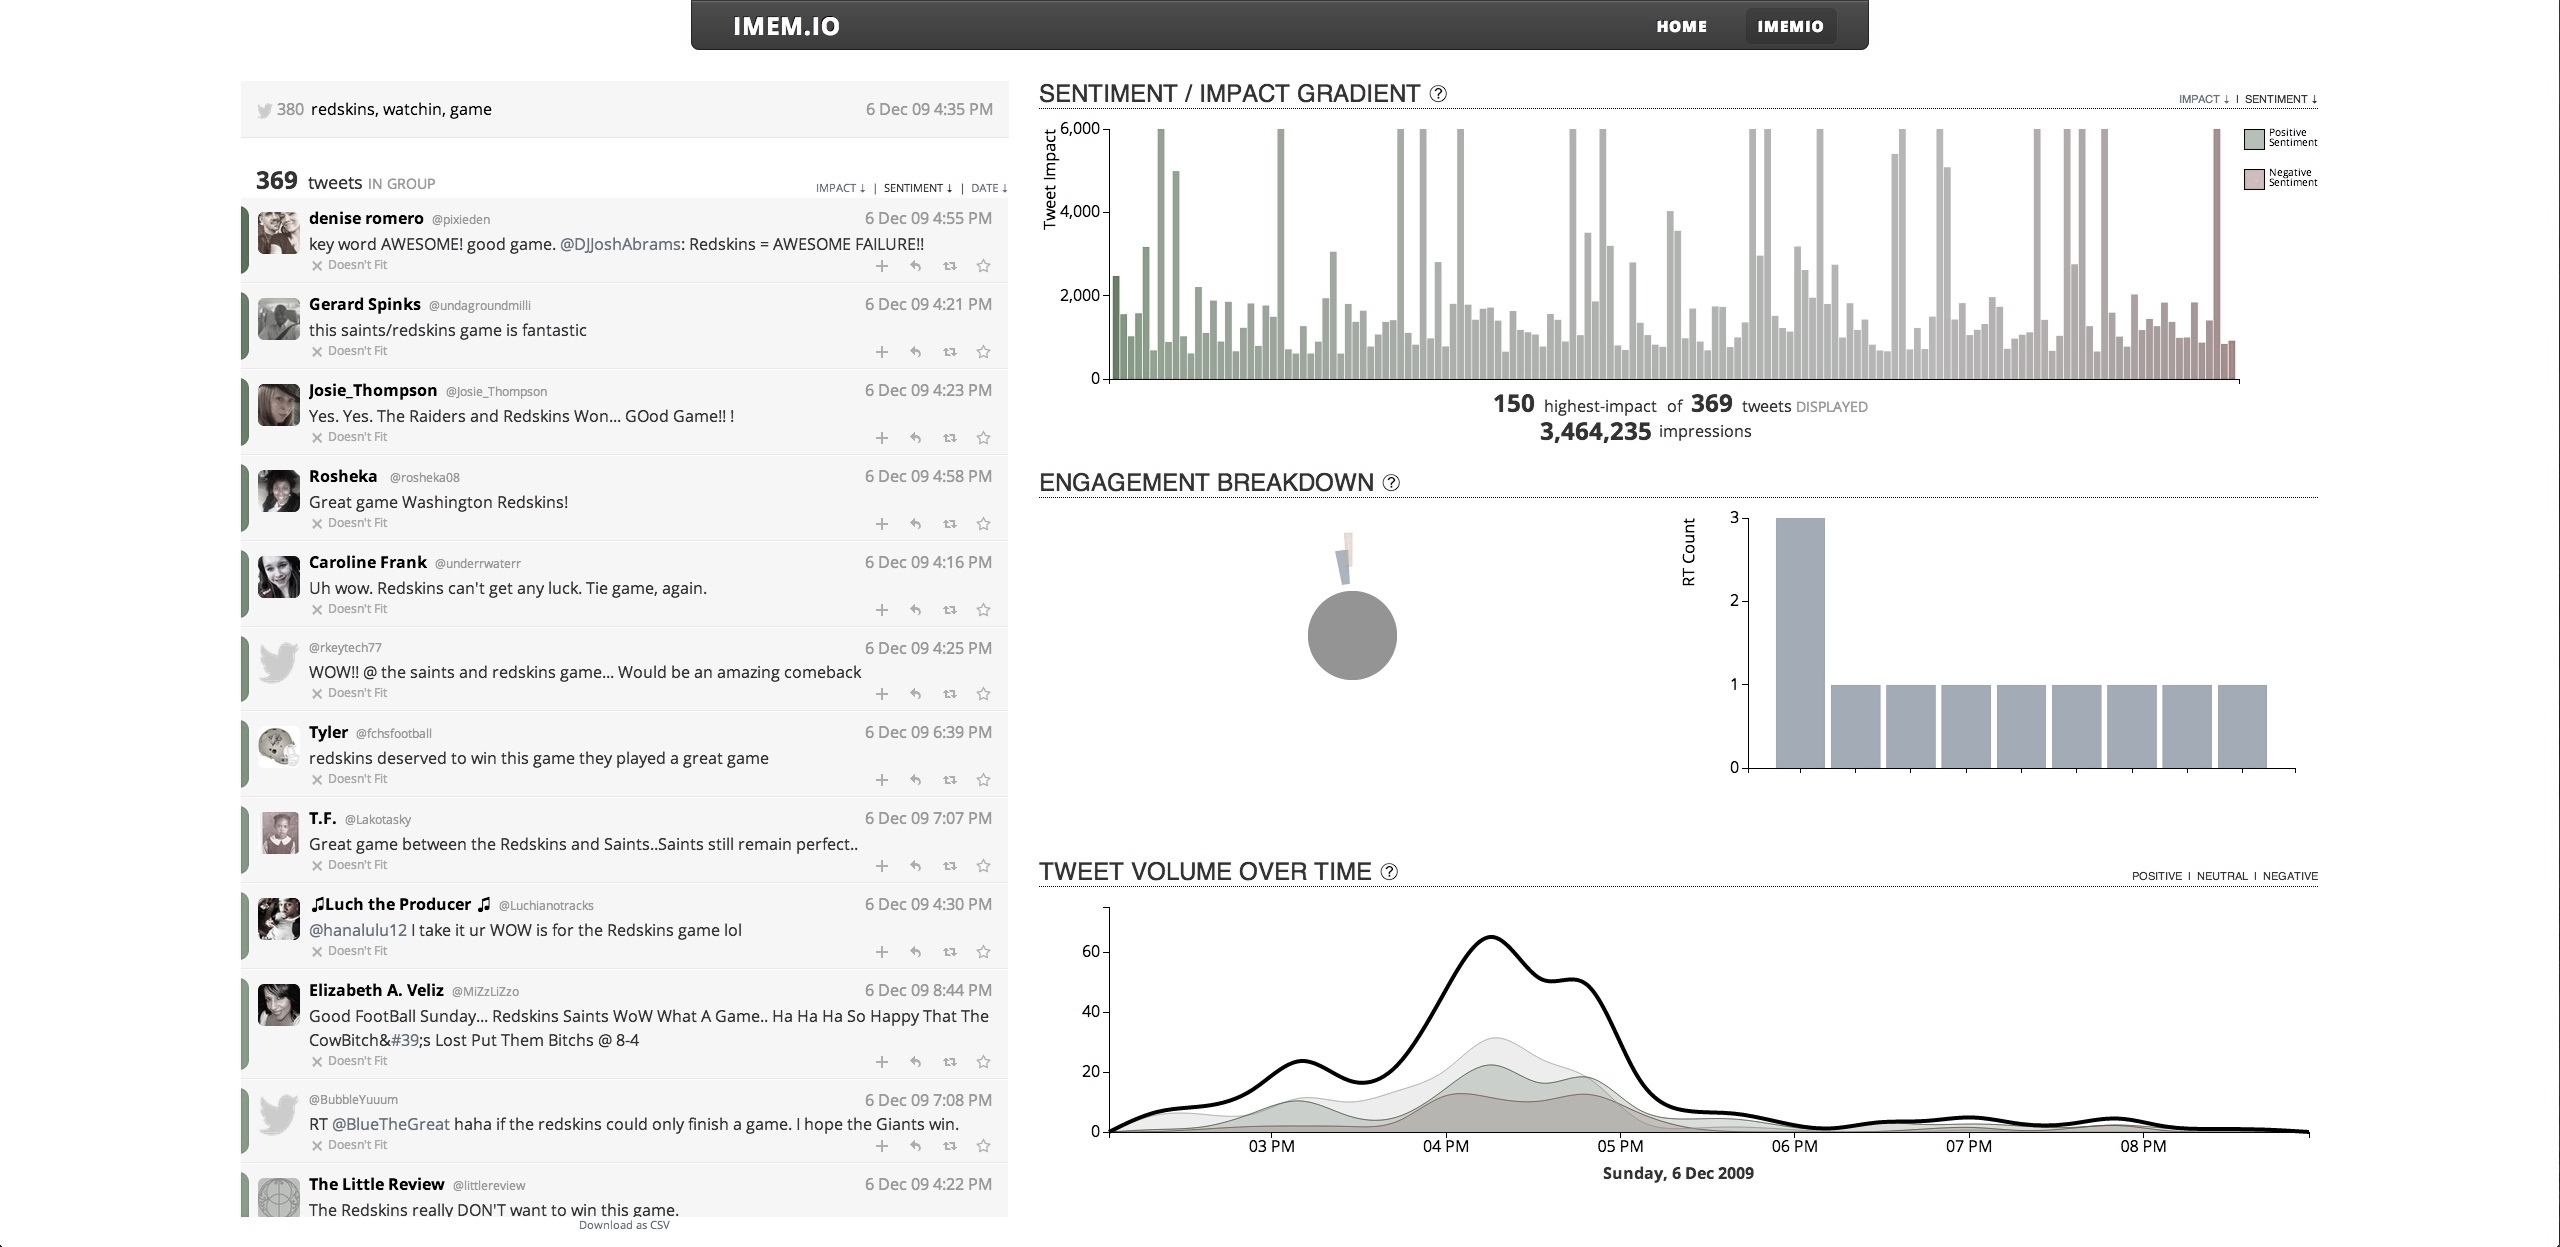 IMEM.IO
HOME
IMEMIO
380 redskins, watchin, game
6 Dec 09 4:35 PM
369 tweets IN GROUP
IMPACT ↓ | SENTIMENT ↓ | DATE ↓
denise romero @pixieden
6 Dec 09 4:55 PM
key word AWESOME! good game. @DJJoshAbrams: Redskins = AWESOME FAILURE!!
Doesn't Fit
Gerard Spinks @undagroundmilli
6 Dec 09 4:21 PM
this saints/redskins game is fantastic
Doesn't Fit
Josie_Thompson @Josie_Thompson
6 Dec 09 4:23 PM
Yes. Yes. The Raiders and Redskins Won... GOod Game!! !
Doesn't Fit
Rosheka @rosheka08
6 Dec 09 4:58 PM
Great game Washington Redskins!
Doesn't Fit
Caroline Frank @underrwaterr
6 Dec 09 4:16 PM
Uh wow. Redskins can't get any luck. Tie game, again.
Doesn't Fit
@rkeytech77
6 Dec 09 4:25 PM
WOW!! @ the saints and redskins game... Would be an amazing comeback
Doesn't Fit
Tyler @fchsfootball
6 Dec 09 6:39 PM
redskins deserved to win this game they played a great game
Doesn't Fit
T.F. @Lakotasky
6 Dec 09 7:07 PM
Great game between the Redskins and Saints..Saints still remain perfect..
Doesn't Fit
♫Luch the Producer ♫ @Luchianotracks
6 Dec 09 4:30 PM
@hanalulu12 I take it ur WOW is for the Redskins game lol
Doesn't Fit
Elizabeth A. Veliz @MiZzLiZzo
6 Dec 09 8:44 PM
Good FootBall Sunday... Redskins Saints WoW What A Game.. Ha Ha Ha So Happy That The
CowBitch&#39;s Lost Put Them Bitchs @ 8-4
Doesn't Fit
@BubbleYuuum
6 Dec 09 7:08 PM
RT @BlueTheGreat haha if the redskins could only finish a game. I hope the Giants win.
Doesn't Fit
The Little Review @littlereview
6 Dec 09 4:22 PM
The Redskins really DON'T want to win this game.
Download as CSV
SENTIMENT / IMPACT GRADIENT ?
IMPACT ↓ | SENTIMENT ↓
Tweet Impact
6,000
4,000
2,000
0
Positive
Sentiment
Negative
Sentiment
150 highest-impact of 369 tweets DISPLAYED
3,464,235 impressions
ENGAGEMENT BREAKDOWN ?
RT Count
3
2
1
0
TWEET VOLUME OVER TIME ?
POSITIVE | NEUTRAL | NEGATIVE
60
40
20
0
03 PM 04 PM 05 PM 06 PM 07 PM 08 PM
Sunday, 6 Dec 2009